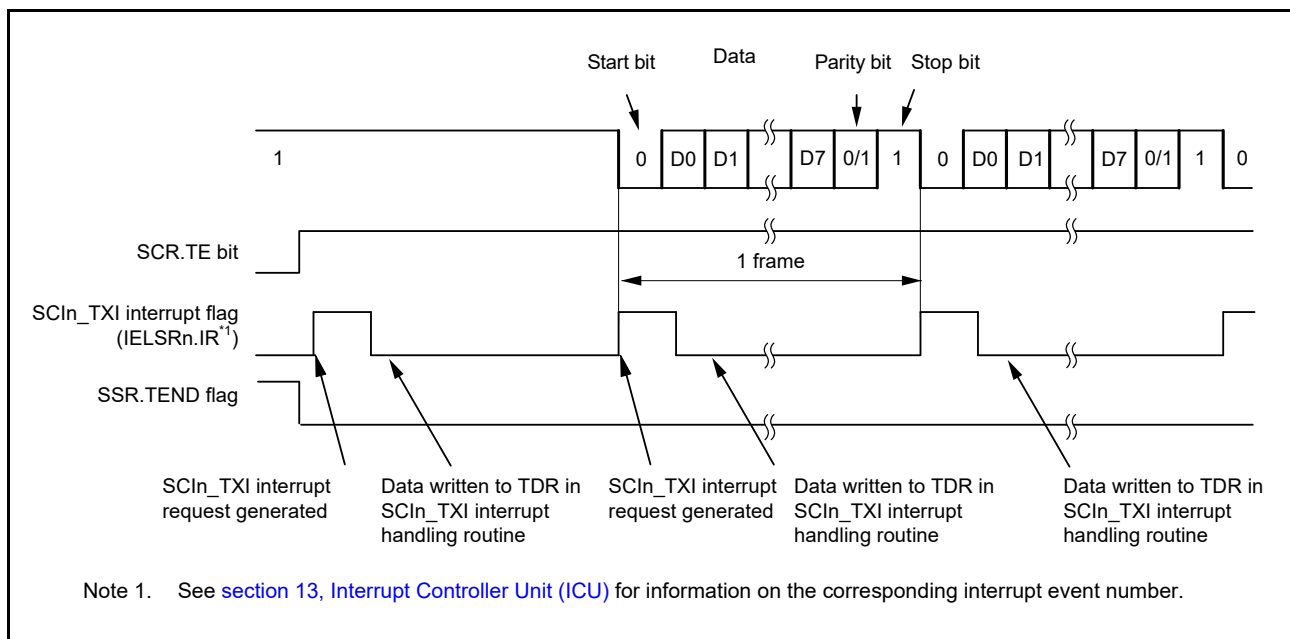 Start bit Data Parity bit Stop bit
1 0 D0 D1 D7 0/1 1 0 D0 D1 D7 0/1 1 0
SCR.TE bit
1 frame
SCIn_TXI interrupt flag
(IELSRn.IR*1)
SSR.TEND flag
SCIn_TXI interrupt
request generated
Data written to TDR in
SCIn_TXI interrupt
handling routine
SCIn_TXI interrupt
request generated
Data written to TDR in
SCIn_TXI interrupt
handling routine
Data written to TDR in
SCIn_TXI interrupt
handling routine
Note 1. See section 13, Interrupt Controller Unit (ICU) for information on the corresponding interrupt event number.